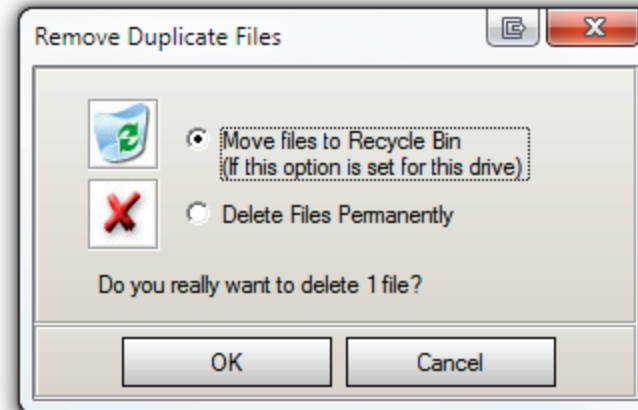 Remove Duplicate Files
Move files to Recycle Bin
(If this option is set for this drive)
Delete Files Permanently
Do you really want to delete 1 file?
OK
Cancel